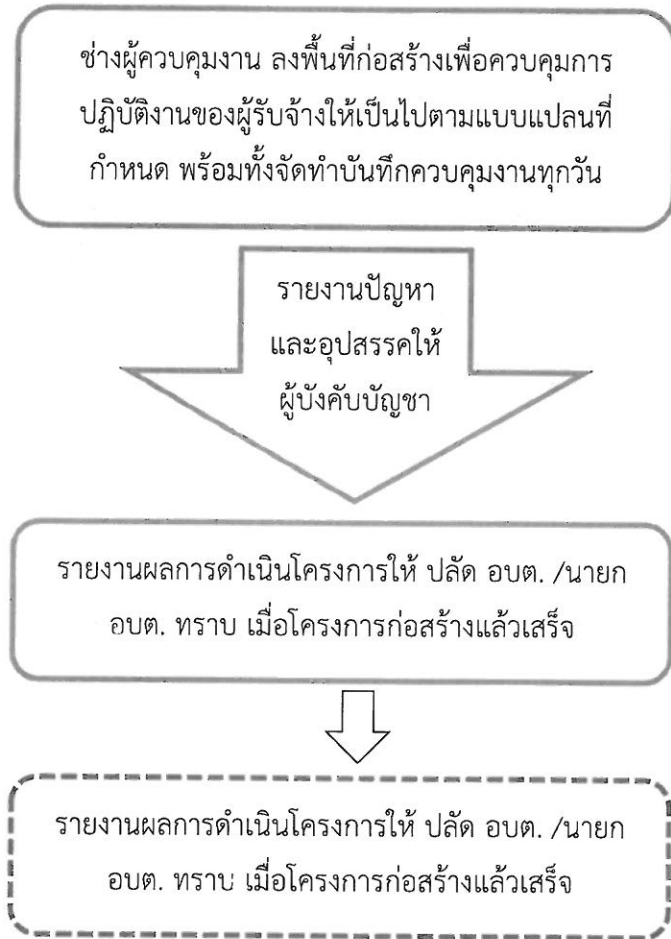 ช่างผู้ควบคุมงาน ลงพื้นที่ก่อสร้างเพื่อควบคุมการ
ปฏิบัติงานของผู้รับจ้างให้เป็นไปตามแบบแปลนที่
กำหนด พร้อมทั้งจัดทำบันทึกควบคุมงานทุกวัน
รายงานปัญหา
และอุปสรรคให้
ผู้บังคับบัญชา
รายงานผลการดำเนินโครงการให้ ปลัด อบต. /นายก
อบต. ทราบ เมื่อโครงการก่อสร้างแล้วเสร็จ
รายงานผลการดำเนินโครงการให้ ปลัด อบต. /นายก
อบต. ทราบ เมื่อโครงการก่อสร้างแล้วเสร็จ